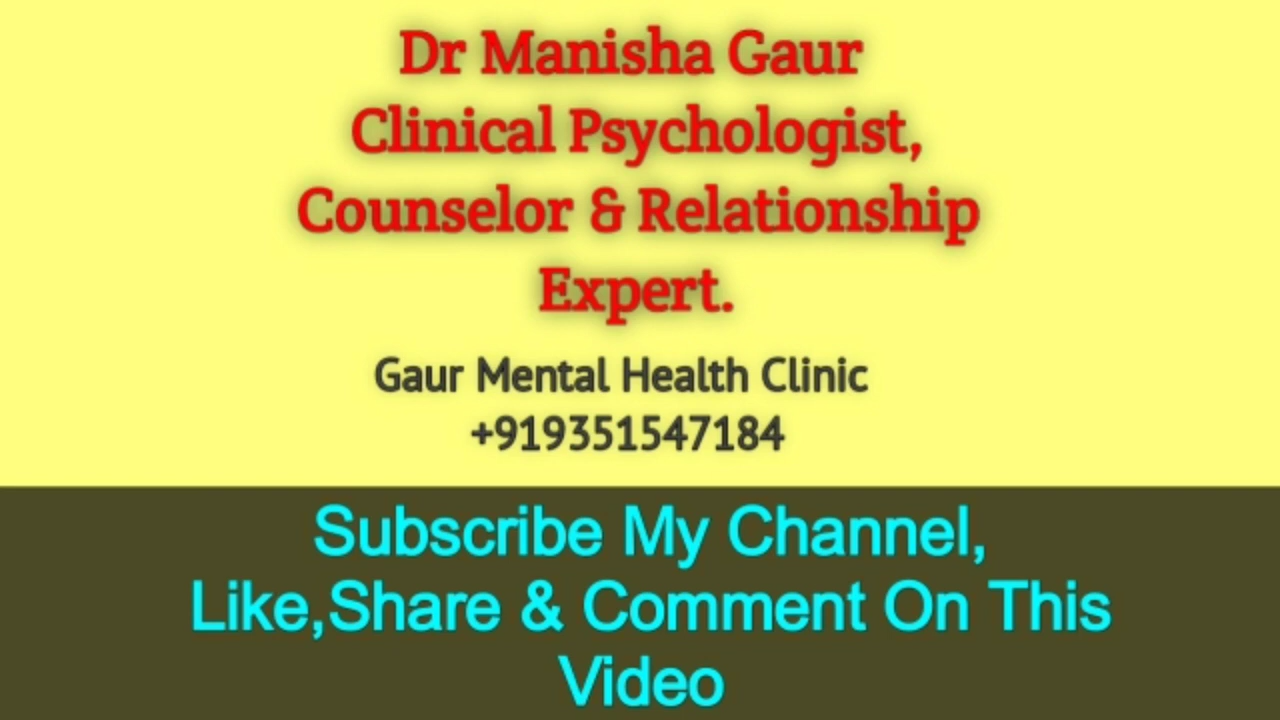 Dr Manisha Gaur
Clinical Psychologist,
Counselor & Relationship
Expert.
Gaur Mental Health Clinic
+919351547184
Subscribe My Channel,
Like,Share & Comment On This
Video